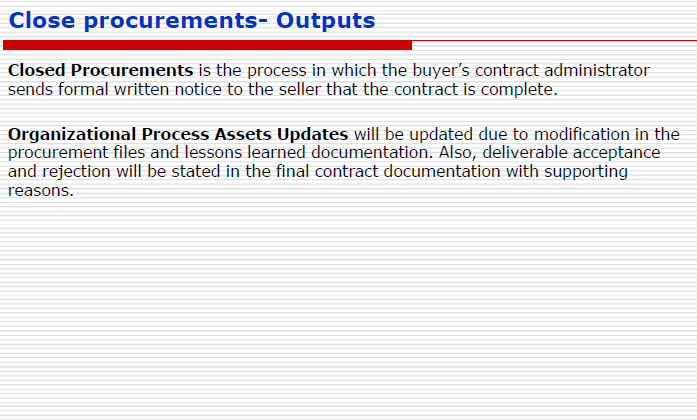 Close procurements- Outputs
Closed Procurements is the process in which the buyer's contract administrator
sends formal written notice to the seller that the contract is complete.
Organizational Process Assets Updates will be updated due to modification in the
procurement files and lessons learned documentation. Also, deliverable acceptance
and rejection will be stated in the final contract documentation with supporting
reasons.